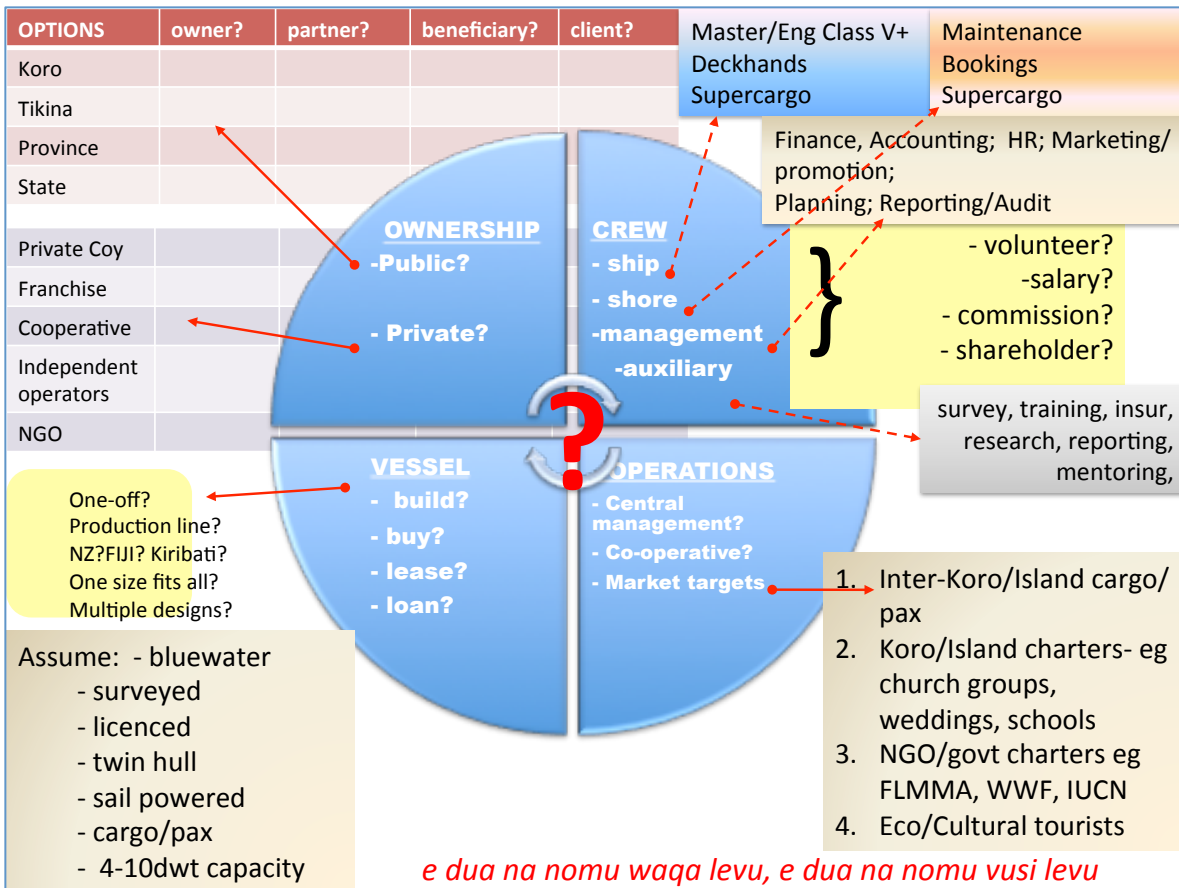 OPTIONS owner? partner? beneficiary? client?
Koro
Tikina
Province
State
Private Coy
Franchise
Cooperative
Independent
operators
NGO
Master/Eng Class V+
Deckhands
Supercargo
Maintenance
Bookings
Supercargo
Finance, Accounting; HR; Marketing/
promotion;
Planning; Reporting/Audit
OWNERSHIP
-Public?
- Private?
CREW
- ship
- shore
-management
-auxiliary
}
- volunteer?
-salary?
- commission?
- shareholder?
survey, training, insur,
research, reporting,
mentoring,
?
VESSEL
- build?
- buy?
- lease?
- loan?
OPERATIONS
- Central
management?
- Co-operative?
- Market targets
One-off?
Production line?
NZ?FIJI? Kiribati?
One size fits all?
Multiple designs?
Assume: - bluewater
- surveyed
- licenced
- twin hull
- sail powered
- cargo/pax
- 4-10dwt capacity
1. Inter-Koro/Island cargo/
pax
2. Koro/Island charters- eg
church groups,
weddings, schools
3. NGO/govt charters eg
FLMMA, WWF, IUCN
4. Eco/Cultural tourists
e dua na nomu waqa levu, e dua na nomu vusi levu